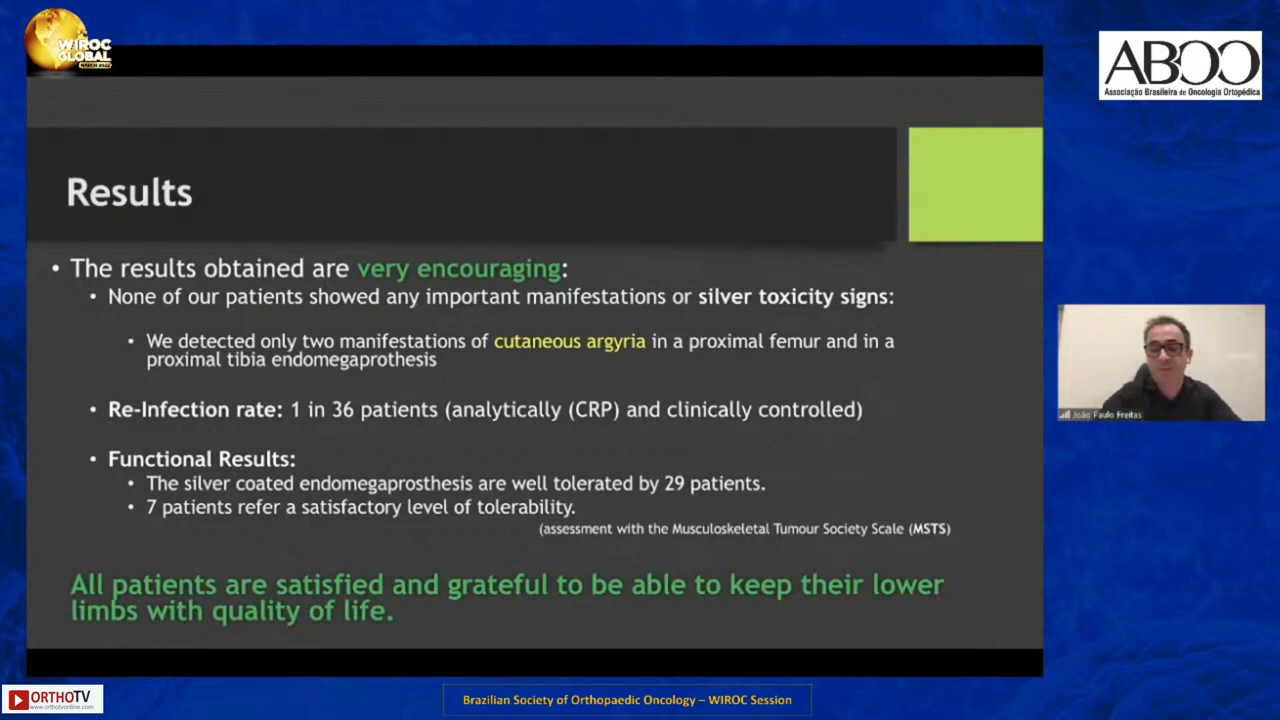 WIROC
GLOBAL
MARCH #22
ABOO
Associação Brasileira de Oncologia Ortopédica
Results
• The results obtained are very encouraging:
• None of our patients showed any important manifestations or silver toxicity signs:
• We detected only two manifestations of cutaneous argyria in a proximal femur and in a
proximal tibia endomegaprothesis
• Re-Infection rate: 1 in 36 patients (analytically (CRP) and clinically controlled)
• Functional Results:
• The silver coated endomegaprosthesis are well tolerated by 29 patients.
• 7 patients refer a satisfactory level of tolerability.
(assessment with the Musculoskeletal Tumour Society Scale (MSTS)
All patients are satisfied and grateful to be able to keep their lower
limbs with quality of life.
João Paulo Freitas
ORTHOTV
www.orthotvonline.com
Brazilian Society of Orthopaedic Oncology – WIROC Session